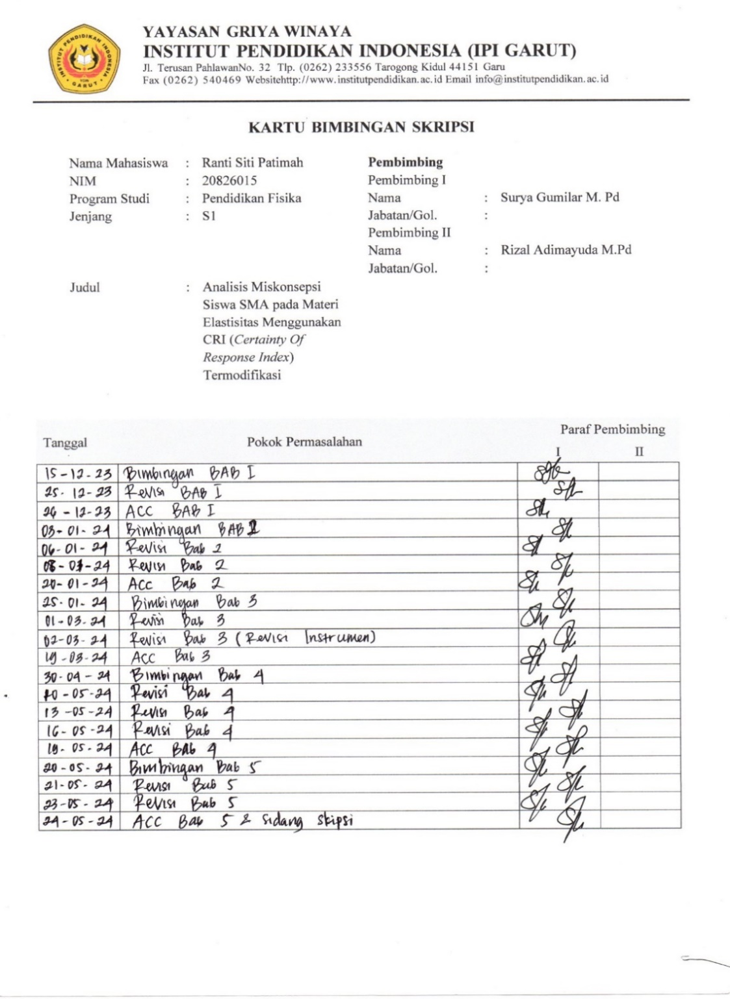 YAYASAN GRIYA WINAYA
INSTITUT PENDIDIKAN INDONESIA (IPI GARUT)
Jl. Terusan PahlawanNo. 32 Tlp. (0262) 233556 Tarogong Kidul 44151 Garu
Fax (0262) 540469 Websitehttp://www.institutpendidikan.ac.id Email info@institutpendidikan.ac.id
INSTITUT PENDIDIKAN INDONESIA
GARUT
KARTU BIMBINGAN SKRIPSI
Nama Mahasiswa : Ranti Siti Patimah
NIM : 20826015
Program Studi : Pendidikan Fisika
Jenjang : S1
Pembimbing
Pembimbing I
Nama : Surya Gumilar M. Pd
Jabatan/Gol. :
Pembimbing II
Nama : Rizal Adimayuda M.Pd
Jabatan/Gol. :
Judul : Analisis Miskonsepsi
Siswa SMA pada Materi
Elastisitas Menggunakan
CRI (Certainty Of
Response Index)
Termodifikasi
Tanggal Pokok Permasalahan Paraf Pembimbing
I II
15-12-23 Bimbingan BAB I
25-12-23 Revisi BAB I
26-12-23 ACC BAB I
03-01-24 Bimbingan BAB 2
06-01-24 Revisi Bab 2
08-01-24 Revisi Bab 2
20-01-24 ACC Bab 2
25-01-24 Bimbingan Bab 3
01-03-24 Revisi Bab 3
02-03-24 Revisi Bab 3 (Revisi Instrumen)
19-03-24 ACC Bab 3
30-04-24 Bimbingan Bab 4
10-05-24 Revisi Bab 4
13-05-24 Revisi Bab 4
16-05-24 Revisi Bab 4
19-05-24 ACC BAb 4
20-05-24 Bimbingan Bab 5
21-05-24 Revisi Bab 5
23-05-24 Revisi Bab 5
24-05-24 ACC Bab 5 & sidang skipsi